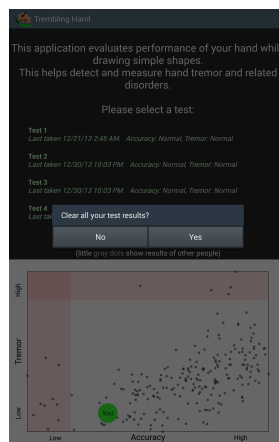 Trembling Hand
This application evaluates performance of your hand whil
drawing simple shapes.
This helps detect and measure hand tremor and related
disorders.
Please select a test:
Test 1
Last taken 12/21/13 2:45 AM. Accuracy: Normal, Tremor: Normal
Test 2
Last taken 12/30/13 10:03 PM. Accuracy: Normal, Tremor: Normal
Test 3
Last taken 12/30/13 10:03 PM. Accuracy: Normal, Tremor: Normal
Test 4
Last tak
Clear all your test results?
No Yes
(little gray dots show results of other people)
High
Tremor
Low
You
Low Accuracy High